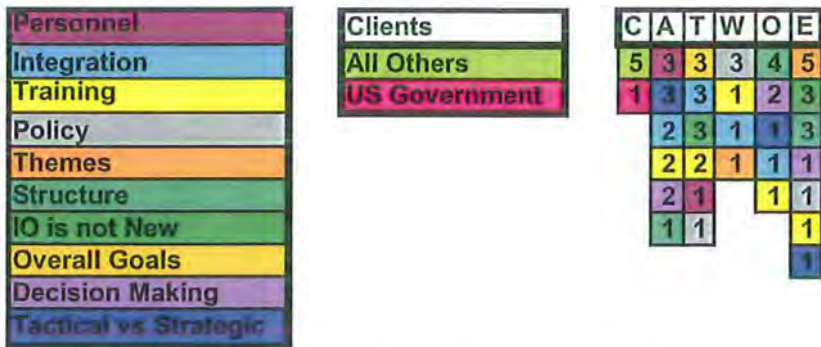 Personnel
Integration
Training
Policy
Themes
Structure
IO is not New
Overall Goals
Decision Making
Tactical vs Strategic
Clients
All Others
US Government
C A T W O E
5 3 3 3 4 5
1 3 3 1 2 3
2 3 1 1 3
2 2 1 1 1
2 1 1 1
1 1 1
1